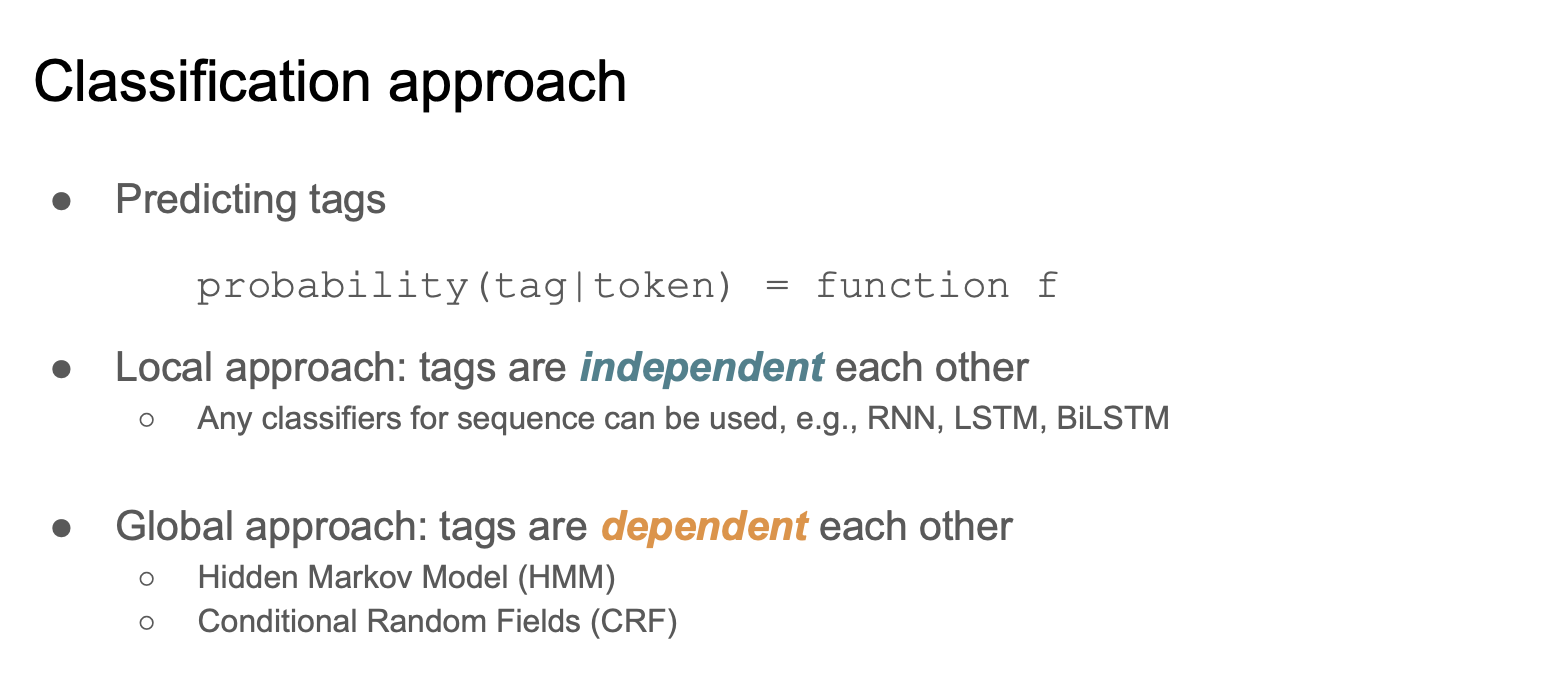 Classification approach
● Predicting tags
probability(tag|token) = function f
● Local approach: tags are independent each other
○ Any classifiers for sequence can be used, e.g., RNN, LSTM, BiLSTM
● Global approach: tags are dependent each other
○ Hidden Markov Model (HMM)
○ Conditional Random Fields (CRF)